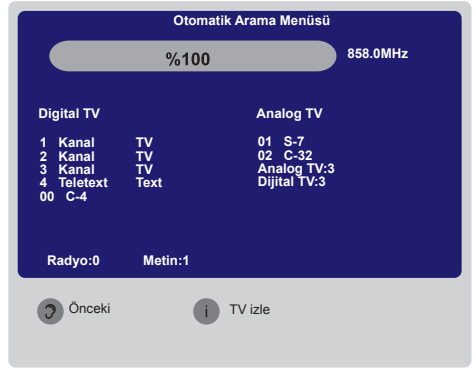 Otomatik Arama Menüsü
%100 858.0MHz
Digital TV Analog TV
1 Kanal TV 01 S-7
2 Kanal TV 02 C-32
3 Kanal TV Analog TV:3
4 Teletext Text Dijital TV:3
00 C-4
Radyo:0 Metin:1
Önceki i TV izle